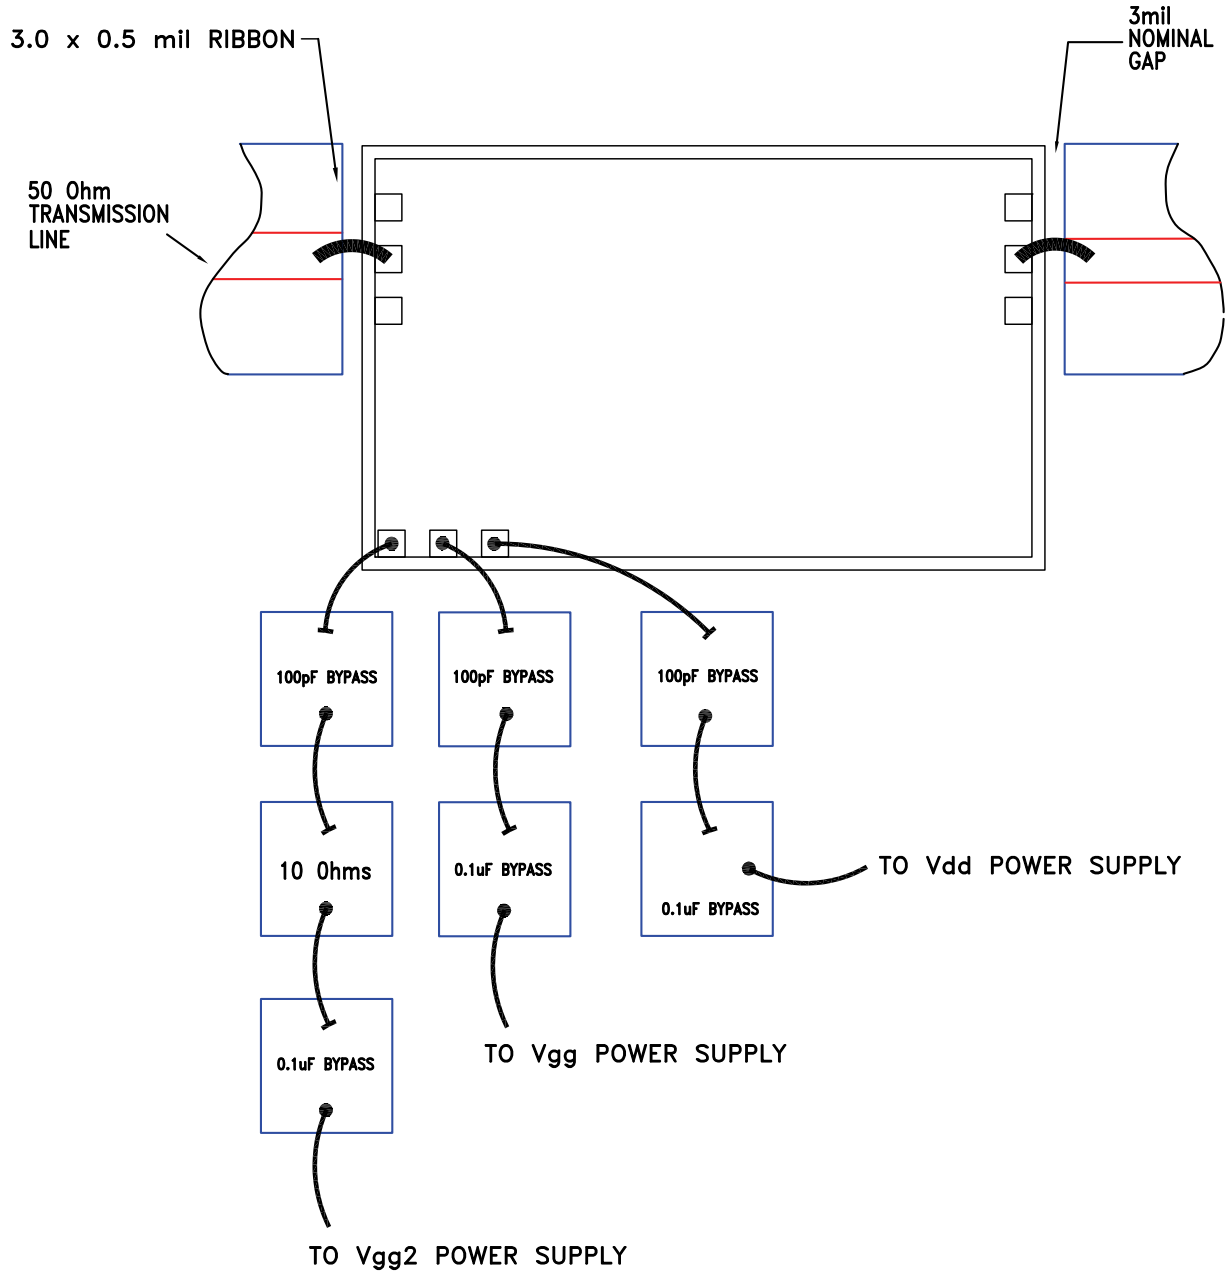 3.0 x 0.5 mil RIBBON
3mil
NOMINAL
GAP
50 Ohm
TRANSMISSION
LINE
100pF BYPASS
100pF BYPASS
100pF BYPASS
10 Ohms
0.1uF BYPASS
0.1uF BYPASS
TO Vdd POWER SUPPLY
TO Vgg POWER SUPPLY
0.1uF BYPASS
TO Vgg2 POWER SUPPLY